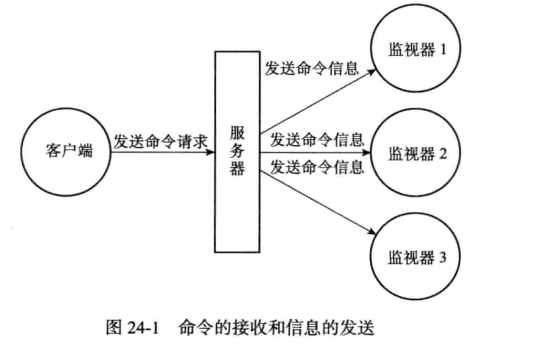 发送命令信息
监视器 1
客户端
发送命令请求
服务器
发送命令信息
监视器 2
发送命令信息
监视器 3
图 24-1 命令的接收和信息的发送